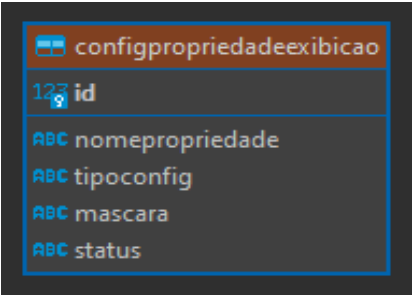 configpropriedadeexibicao
123 id
ABC nomepropriedade
ABC tipoconfig
ABC mascara
ABC status